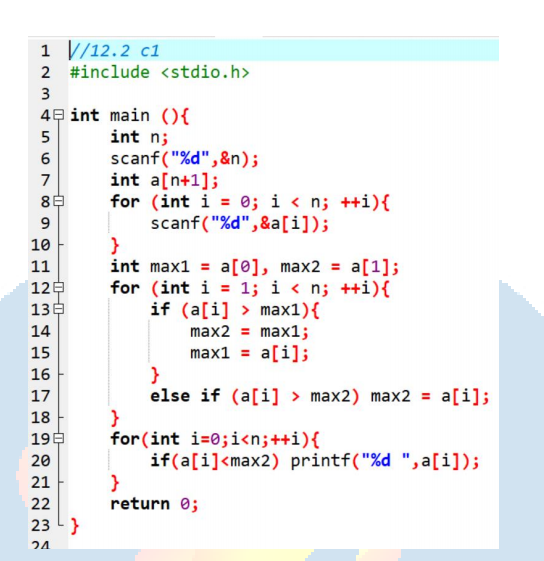 1 //12.2 c1
2 #include <stdio.h>
3
4 int main (){
5     int n;
6     scanf("%d",&n);
7     int a[n+1];
8     for (int i = 0; i < n; ++i){
9         scanf("%d",&a[i]);
10     }
11     int max1 = a[0], max2 = a[1];
12     for (int i = 1; i < n; ++i){
13         if (a[i] > max1){
14             max2 = max1;
15             max1 = a[i];
16         }
17         else if (a[i] > max2) max2 = a[i];
18     }
19     for(int i=0;i<n;++i){
20         if(a[i]<max2) printf("%d ",a[i]);
21     }
22     return 0;
23 }
24